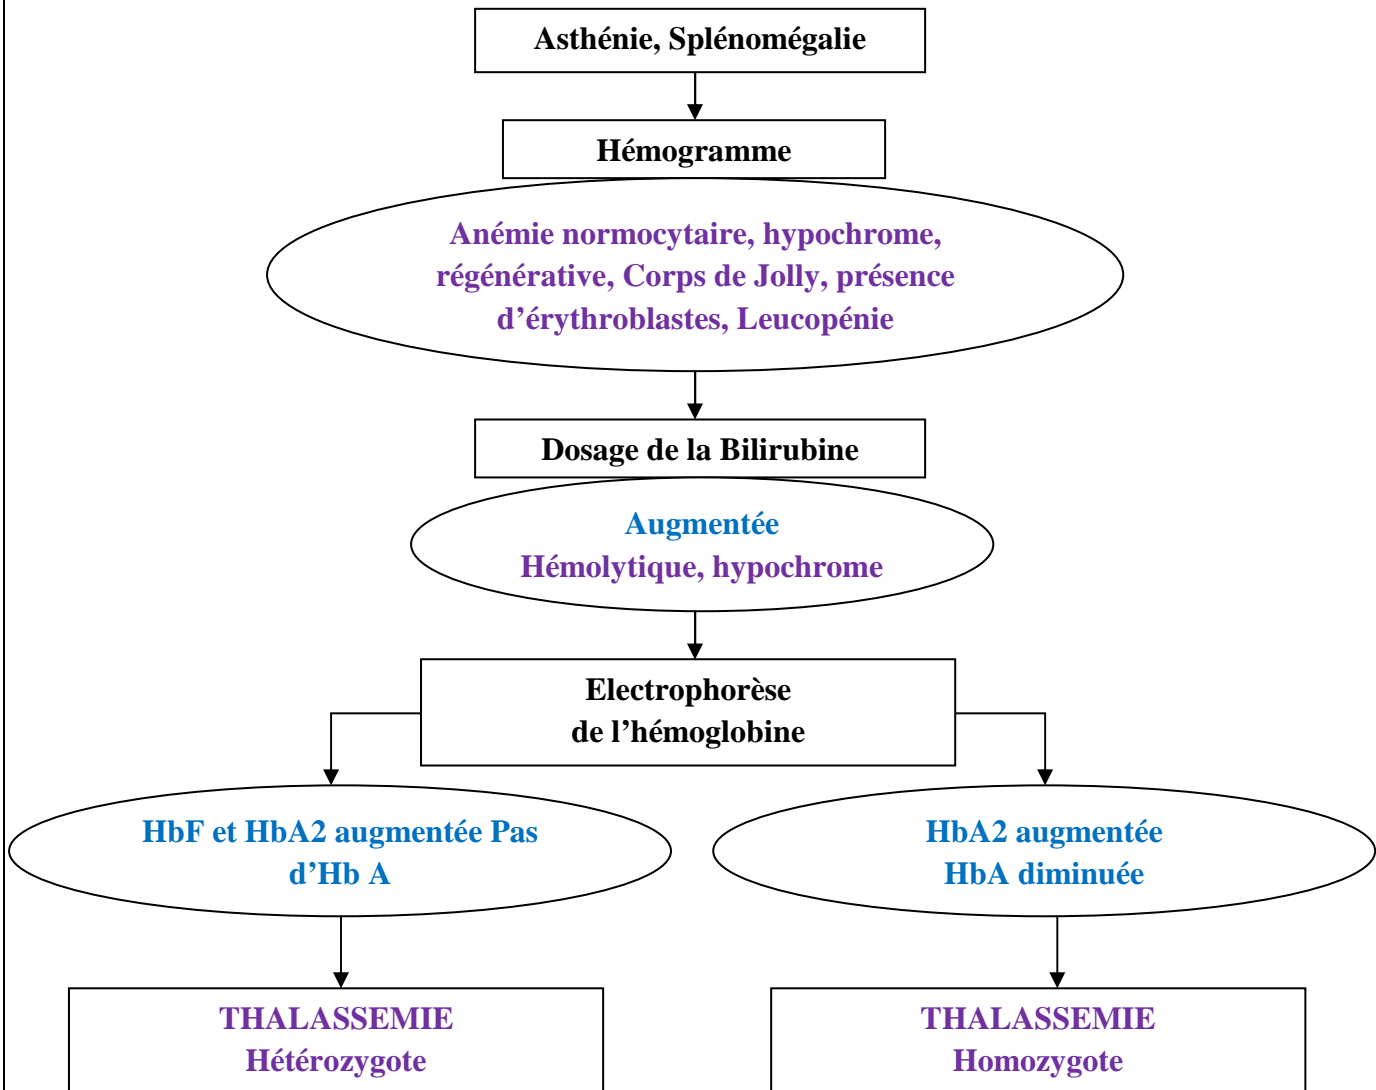 Asthénie, Splénomégalie
Hémogramme
Anémie normocytaire, hypochrome,
régénérative, Corps de Jolly, présence
d’érythroblastes, Leucopénie
Dosage de la Bilirubine
Augmentée
Hémolytique, hypochrome
Electrophorèse
de l’hémoglobine
HbF et HbA2 augmentée Pas
d’Hb A
HbA2 augmentée
HbA diminuée
THALASSEMIE
Hétérozygote
THALASSEMIE
Homozygote